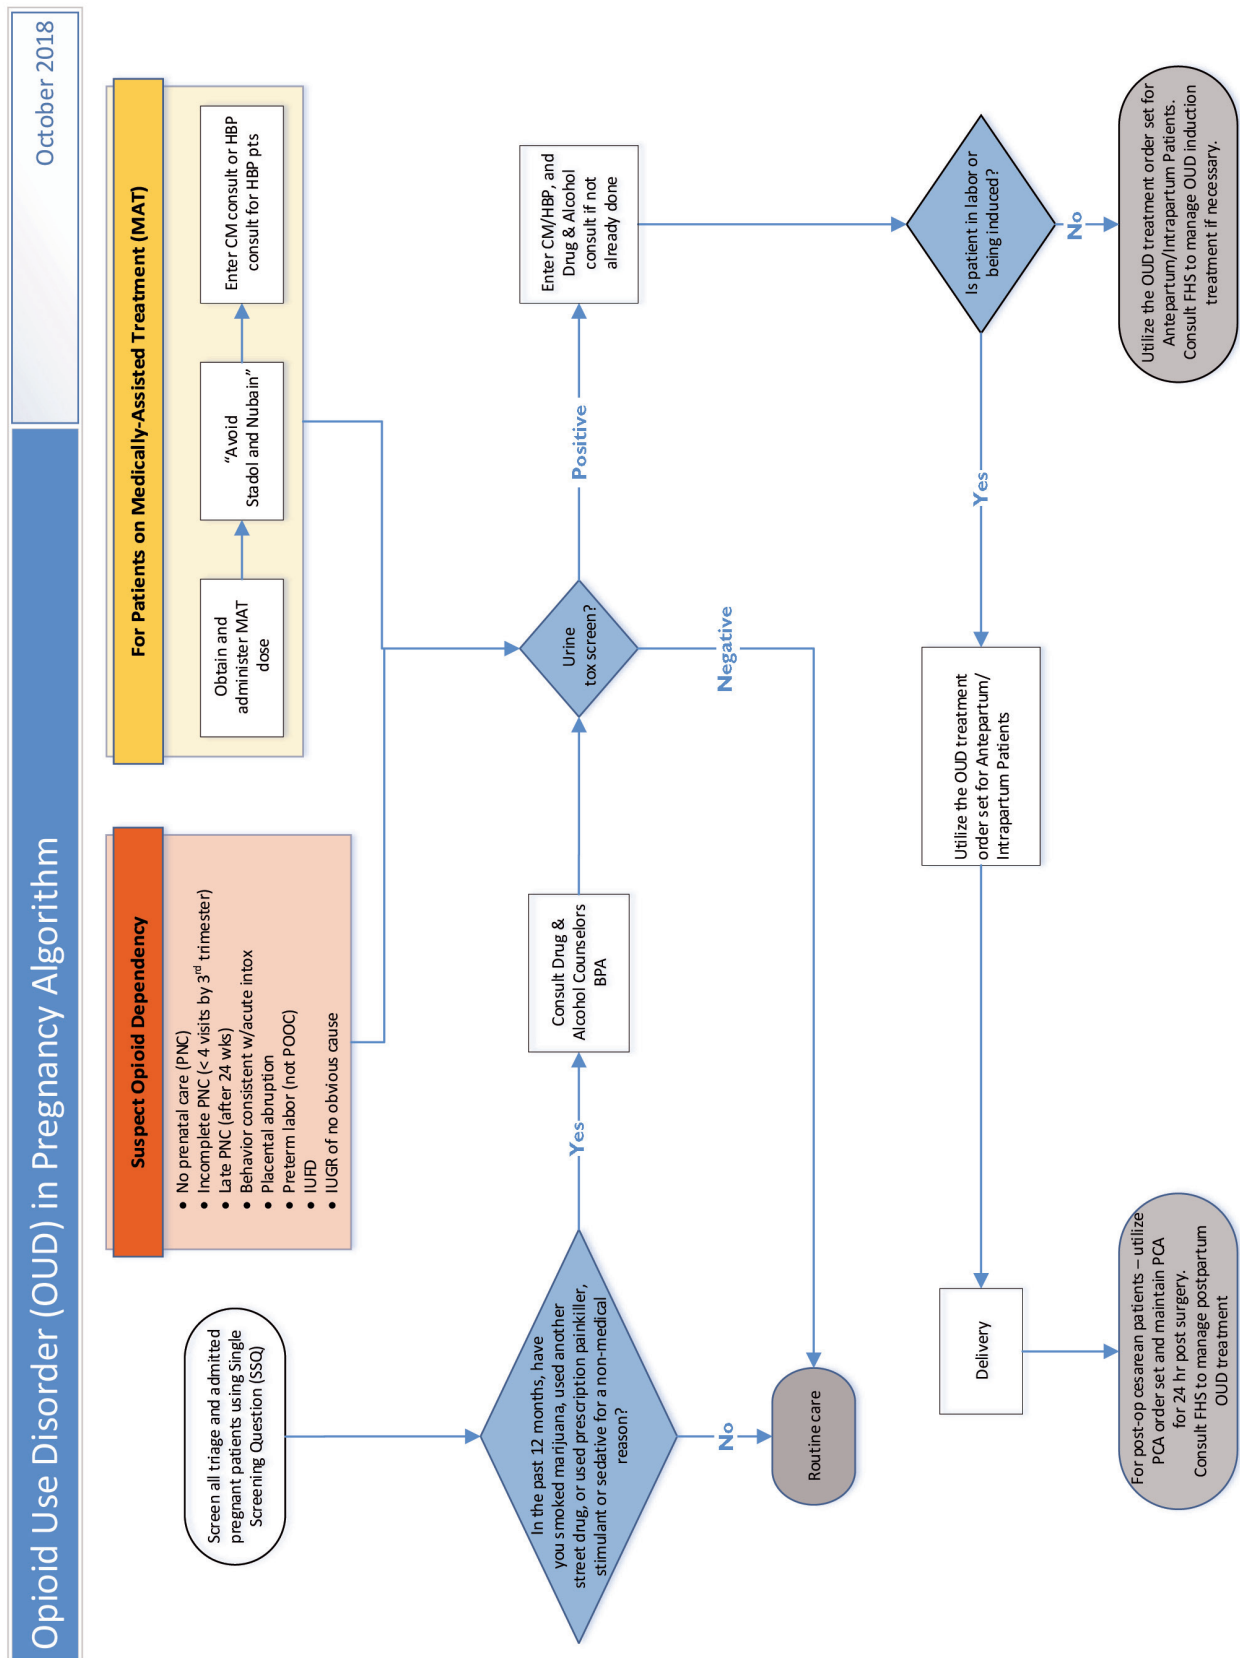 Opioid Use Disorder (OUD) in Pregnancy Algorithm
October 2018
Screen all triage and admitted
pregnant patients using Single
Screening Question (SSQ)
Suspect Opioid Dependency
• No prenatal care (PNC)
• Incomplete PNC (< 4 visits by 3rd trimester)
• Late PNC (after 24 wks)
• Behavior consistent w/acute intox
• Placental abruption
• Preterm labor (not POOC)
• IUFD
• IUGR of no obvious cause
For Patients on Medically-Assisted Treatment (MAT)
Obtain and
administer MAT
dose
“Avoid
Stadol and Nubain”
Enter CM consult or HBP
consult for HBP pts
In the past 12 months, have
you smoked marijuana, used another
street drug, or used prescription painkiller,
stimulant or sedative for a non-medical
reason?
Yes
Consult Drug &
Alcohol Counselors
BPA
Urine
tox screen?
Positive
Enter CM/HBP, and
Drug & Alcohol
consult if not
already done
No
Negative
Routine care
Is patient in labor or
being induced?
Yes
No
Utilize the OUD treatment
order set for Antepartum/
Intrapartum Patients
Delivery
For post-op cesarean patients – utilize
PCA order set and maintain PCA
for 24 hr post surgery.
Consult FHS to manage postpartum
OUD treatment
Utilize the OUD treatment order set for
Antepartum/Intrapartum Patients.
Consult FHS to manage OUD induction
treatment if necessary.